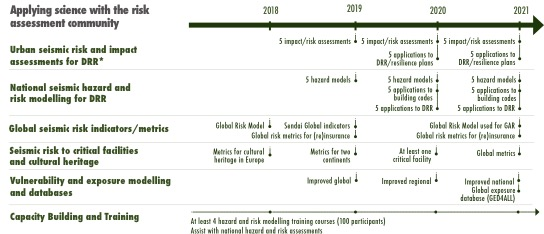 Applying science with the risk
assessment community
2018 2019 2020 2021
Urban seismic risk and impact
assessments for DRR*
5 impact/risk assessments 5 impact/risk assessments 5 impact/risk assessments
5 applications to
DRR/resilience plans
5 applications to
DRR/resilience plans
National seismic hazard and
risk modelling for DRR
5 hazard models 5 hazard models 5 hazard models
5 applications to
building codes
5 applications to
building codes
5 applications to DRR 5 applications to DRR
Global seismic risk indicators/metrics
Global Risk Model Sendai Global indicators Global Risk Model used for GAR
Global risk metrics for (re)insurance Global risk metrics for (re)insurance
Seismic risk to critical facilities
and cultural heritage
Metrics for cultural
heritage in Europe
Metrics for two
continents
At least one
critical facility
Global metrics
Vulnerability and exposure modelling
and databases
Improved global Improved regional Improved national
Global exposure
database (GED4ALL)
Capacity Building and Training
At least 4 hazard and risk modelling training courses (100 participants)
Assist with national hazard and risk assessments